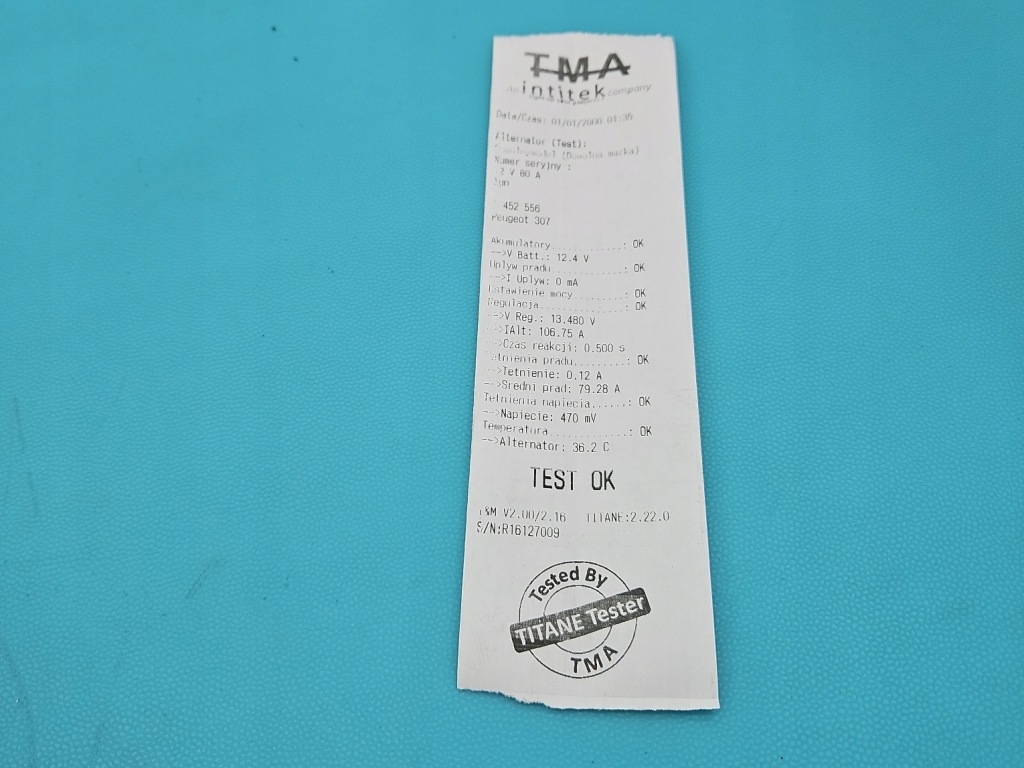 TMA
intitek company
Data/Czas: 01/01/2000 01:35
Alternator (Test):
(Dowolna marka)
Numer seryjny :
2 V 80 A
452 556
Peugeot 307
Akumulatory...........: OK
-->V Batt.: 12.4 V
Uplyw pradu...........: OK
-->I Uplyw: 0 mA
Ustawienie mocy........: OK
Regulacja.............: OK
-->V Reg.: 13.480 V
-->IAlt: 106.75 A
-->Czas reakcji: 0.500 s
Tetnienia pradu........: OK
-->Tetnienie: 0.12 A
-->Sredni prad: 79.28 A
Tetnienia napiecia......: OK
-->Napiecie: 470 mV
Temperatura............: OK
-->Alternator: 36.2 C
TEST OK
V2.00/2.16 TITANE:2.22.0
S/N:R16127009
Tested By
TITANE Tester
TMA